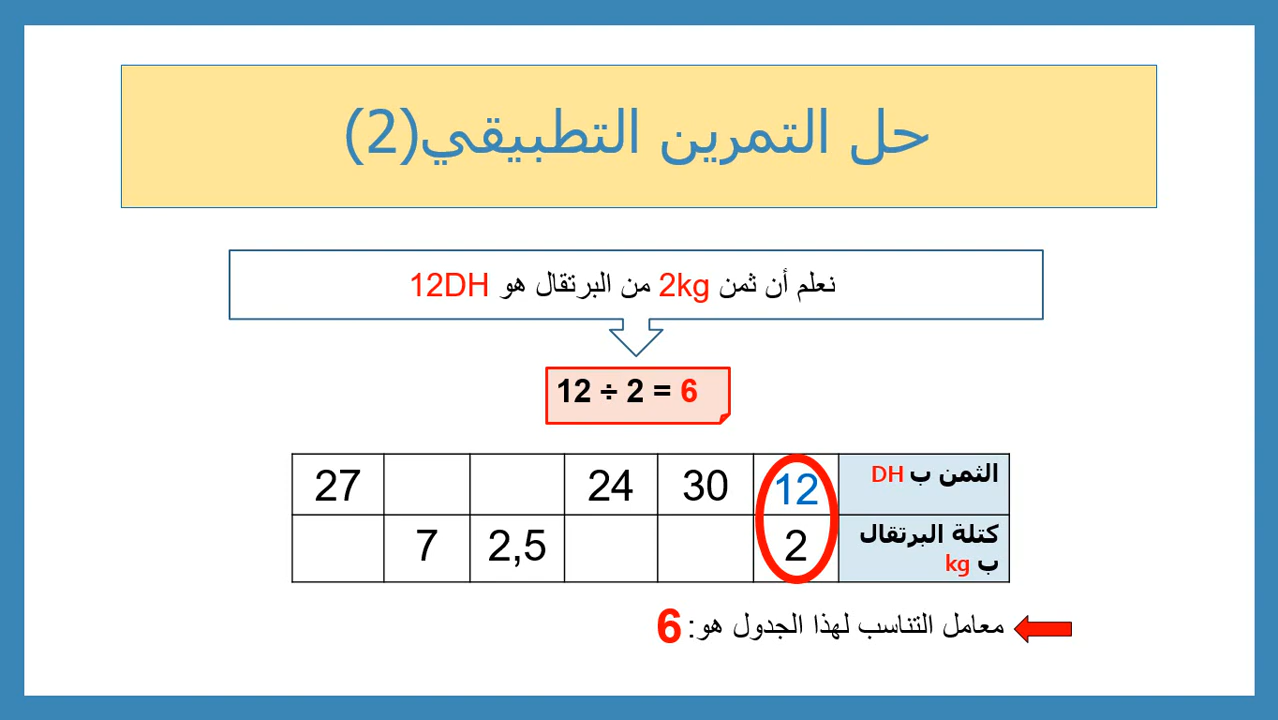 حل التمرين التطبيقي(2)
نعلم أن ثمن 2kg من البرتقال هو 12DH
12 ÷ 2 = 6
الثمن ب DH 12 30 24 27
كتلة البرتقال
ب kg 2 2,5 7
معامل التناسب لهذا الجدول هو: 6